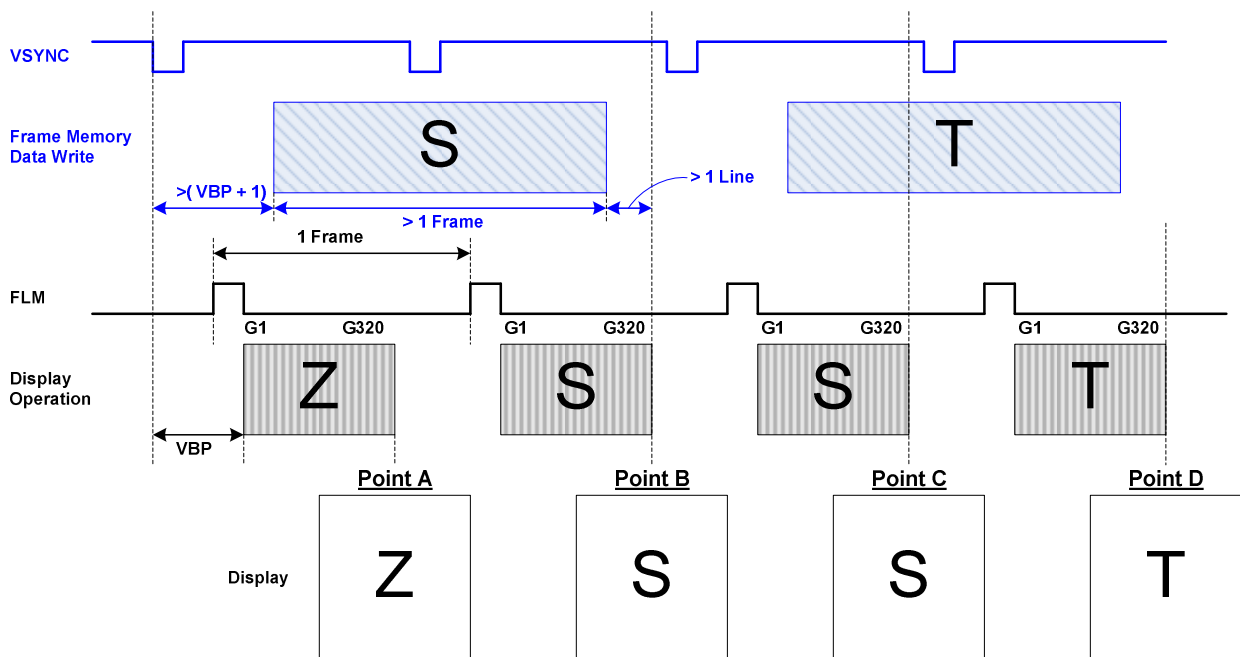 VSYNC
Frame Memory
Data Write
S
T
>( VBP + 1)
> 1 Frame
> 1 Line
1 Frame
FLM
G1
G320
G1
G320
G1
G320
G1
G320
Display
Operation
Z
S
S
T
VBP
Point A
Point B
Point C
Point D
Display
Z
S
S
T